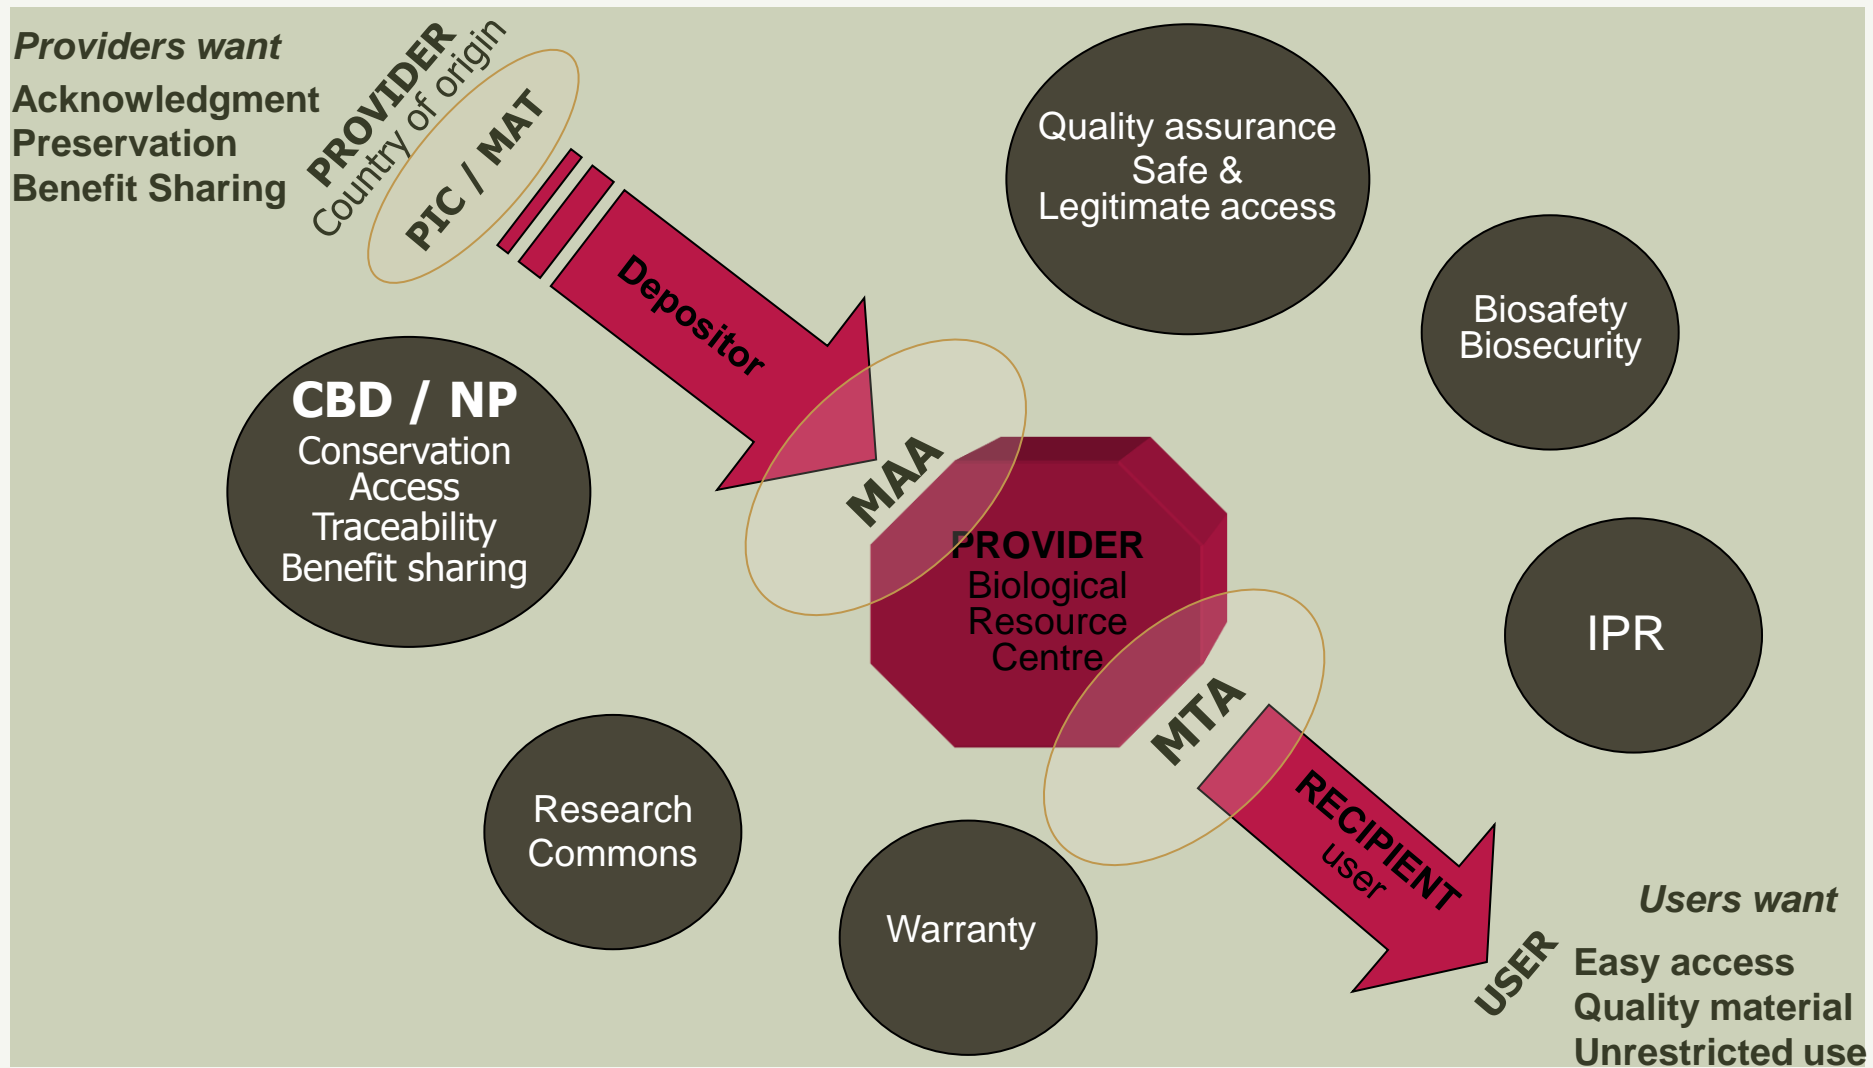 Providers want
Acknowledgment
Preservation
Benefit Sharing
PROVIDER
Country of origin
PIC / MAT
Depositor
Quality assurance
Safe &
Legitimate access
Biosafety
Biosecurity
CBD / NP
Conservation
Access
Traceability
Benefit sharing
MAA
PROVIDER
Biological
Resource
Centre
IPR
MTA
RECIPIENT
user
Research
Commons
Warranty
USER
Users want
Easy access
Quality material
Unrestricted use